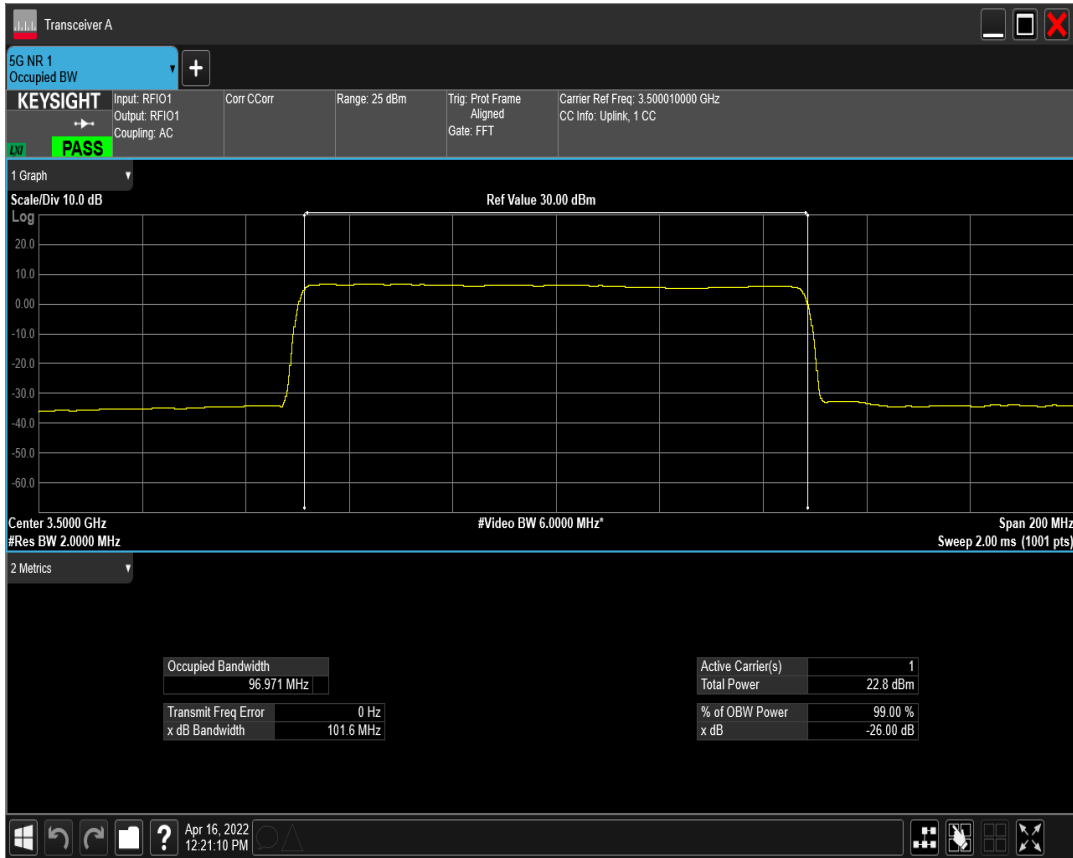 Transceiver A
5G NR 1
Occupied BW
KEYSIGHT
LXI
PASS
Input: RFIO1
Output: RFIO1
Coupling: AC
Corr CCorr
Range: 25 dBm
Trig: Prot Frame
Aligned
Gate: FFT
Carrier Ref Freq: 3.500010000 GHz
CC Info: Uplink, 1 CC
1 Graph
Scale/Div 10.0 dB
Ref Value 30.00 dBm
Log
20.0
10.0
0.00
-10.0
-20.0
-30.0
-40.0
-50.0
-60.0
Center 3.5000 GHz
#Video BW 6.0000 MHz*
Span 200 MHz
#Res BW 2.0000 MHz
Sweep 2.00 ms (1001 pts)
2 Metrics
Occupied Bandwidth
96.971 MHz
Transmit Freq Error 0 Hz
x dB Bandwidth 101.6 MHz
Active Carrier(s) 1
Total Power 22.8 dBm
% of OBW Power 99.00 %
x dB -26.00 dB
?
Apr 16, 2022
12:21:10 PM